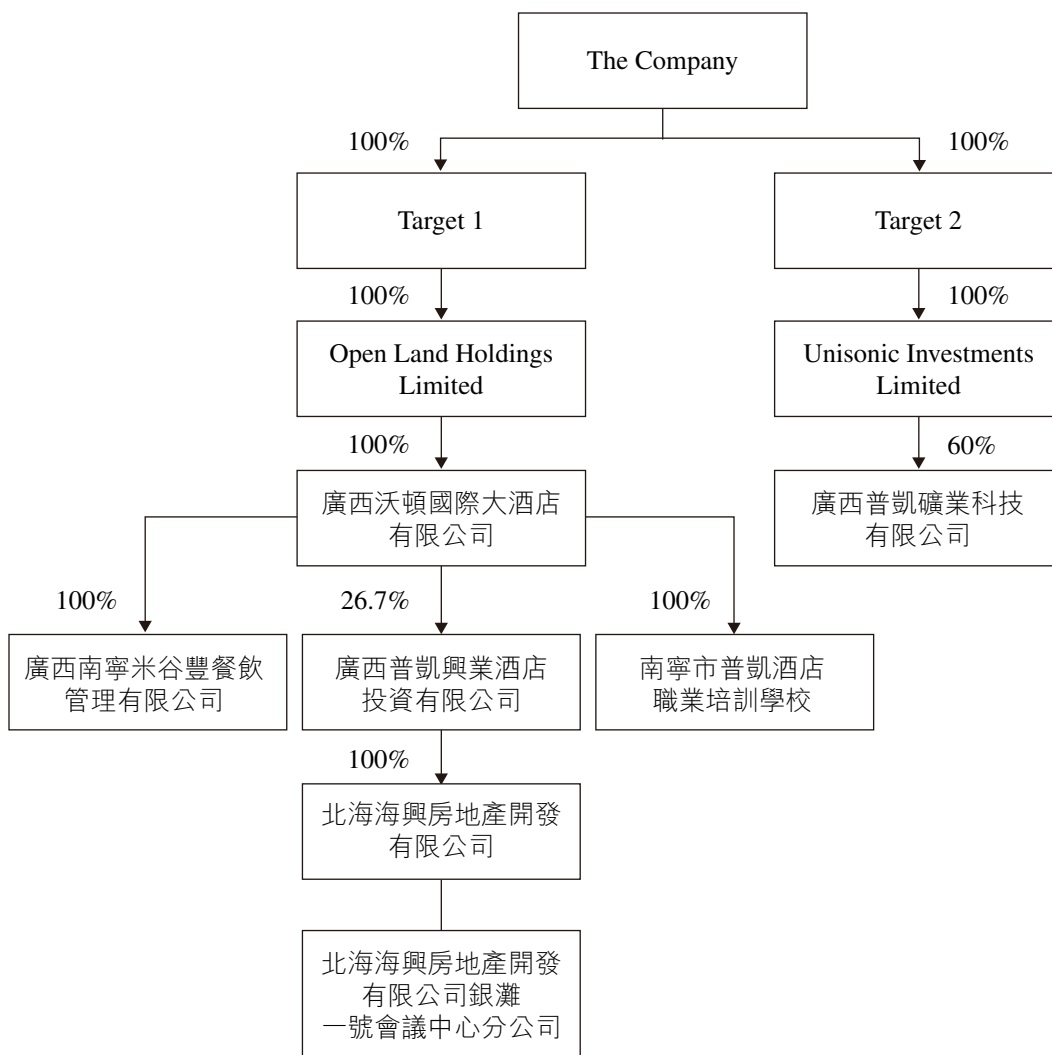 The Company
100%
100%
Target 1
Target 2
100%
100%
Open Land Holdings
Limited
Unisonic Investments
Limited
100%
60%
廣西沃頓國際大酒店
有限公司
廣西普凱礦業科技
有限公司
100%
26.7%
100%
廣西南寧米谷豐餐飲
管理有限公司
廣西普凱興業酒店
投資有限公司
南寧市普凱酒店
職業培訓學校
100%
北海海興房地產開發
有限公司
北海海興房地產開發
有限公司銀灘
一號會議中心分公司